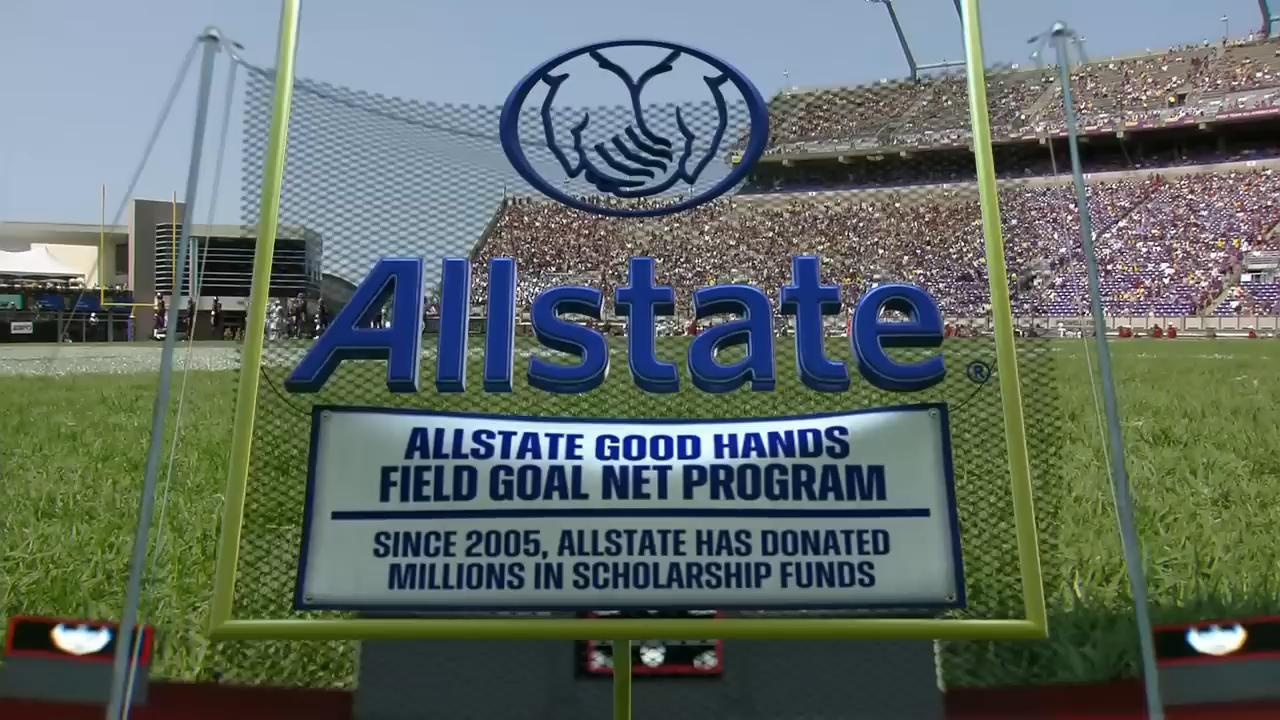 Allstate®
ALLSTATE GOOD HANDS
FIELD GOAL NET PROGRAM
SINCE 2005, ALLSTATE HAS DONATED
MILLIONS IN SCHOLARSHIP FUNDS